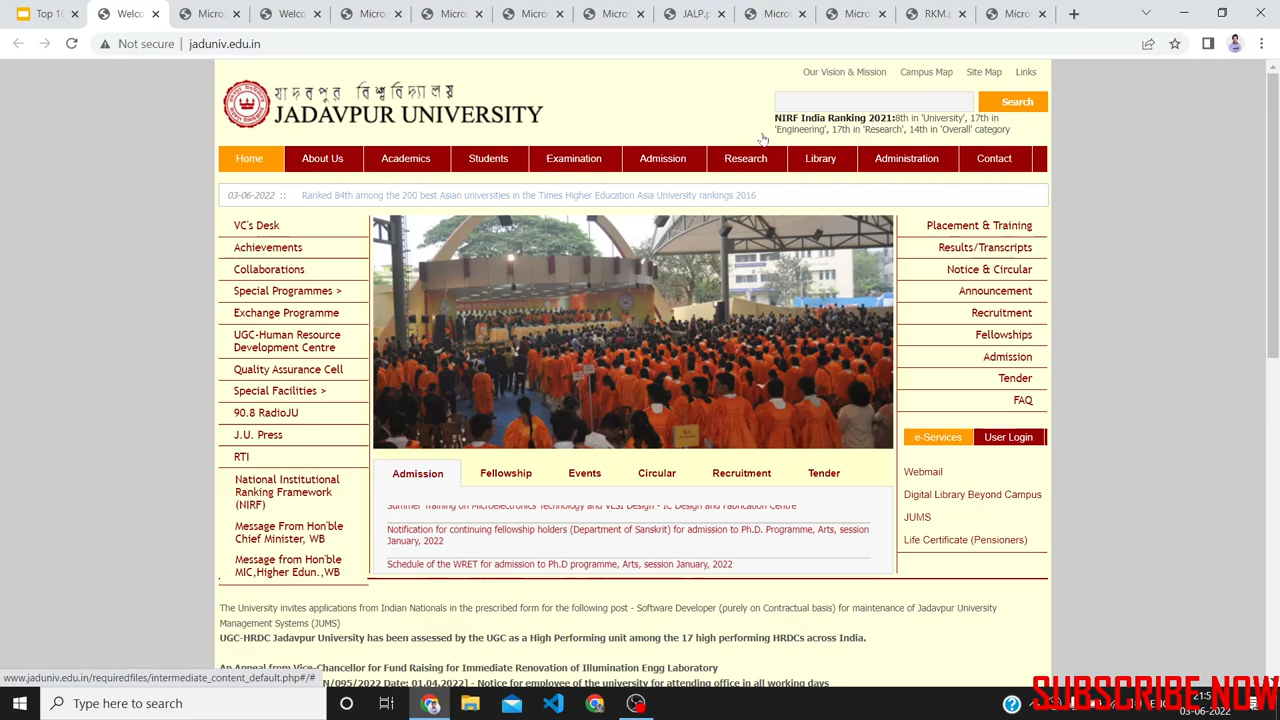 Top 10
Welco
JALP.p
RKM.p
Not secure
jaduniv.edu.in
Our Vision & Mission
Campus Map
Site Map
Links
যাদবপুর বিশ্ববিদ্যালয়
JADAVPUR UNIVERSITY
Search
NIRF India Ranking 2021:8th in 'University', 17th in
'Engineering', 17th in 'Research', 14th in 'Overall' category
Home
About Us
Academics
Students
Examination
Admission
Research
Library
Administration
Contact
03-06-2022 ::
Ranked 84th among the 200 best Asian universities in the Times Higher Education Asia University rankings 2016
VC's Desk
Achievements
Collaborations
Special Programmes >
Exchange Programme
UGC-Human Resource
Development Centre
Quality Assurance Cell
Special Facilities >
90.8 RadioJU
J.U. Press
RTI
National Institutional
Ranking Framework
(NIRF)
Message From Hon'ble
Chief Minister, WB
Message from Hon'ble
MIC,Higher Edun.,WB
Placement & Training
Results/Transcripts
Notice & Circular
Announcement
Recruitment
Fellowships
Admission
Tender
FAQ
e-Services
User Login
Webmail
Digital Library Beyond Campus
JUMS
Life Certificate (Pensioners)
Admission
Fellowship
Events
Circular
Recruitment
Tender
Summer Training on Microelectronics Technology and VLSI Design - IC Design and Fabrication Centre
Notification for continuing fellowship holders (Department of Sanskrit) for admission to Ph.D. Programme, Arts, session
January, 2022
Schedule of the WRET for admission to Ph.D programme, Arts, session January, 2022
The University invites applications from Indian Nationals in the prescribed form for the following post - Software Developer (purely on Contractual basis) for maintenance of Jadavpur University
Management Systems (JUMS)
UGC-HRDC Jadavpur University has been assessed by the UGC as a High Performing unit among the 17 high performing HRDCs across India.
An Appeal from Vice-Chancellor for Fund Raising for Immediate Renovation of Illumination Engg Laboratory
N/095/2022 Date: 01.04.2022] - Notice for employee of the university for attending office in all working days
www.jaduniv.edu.in/requiredfiles/intermediate_content_default.php#/#
Type here to search
03-06-2022
SUBSCRIBE NOW